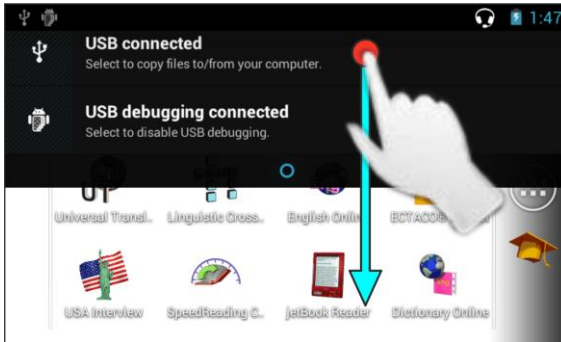 1:47
USB connected
Select to copy files to/from your computer.
USB debugging connected
Select to disable USB debugging.
Universal Transl..
Linguistic Cross..
English Onlin
ECTACO
USA Interview
SpeedReading C..
jetBook Reader
Dictionary Online